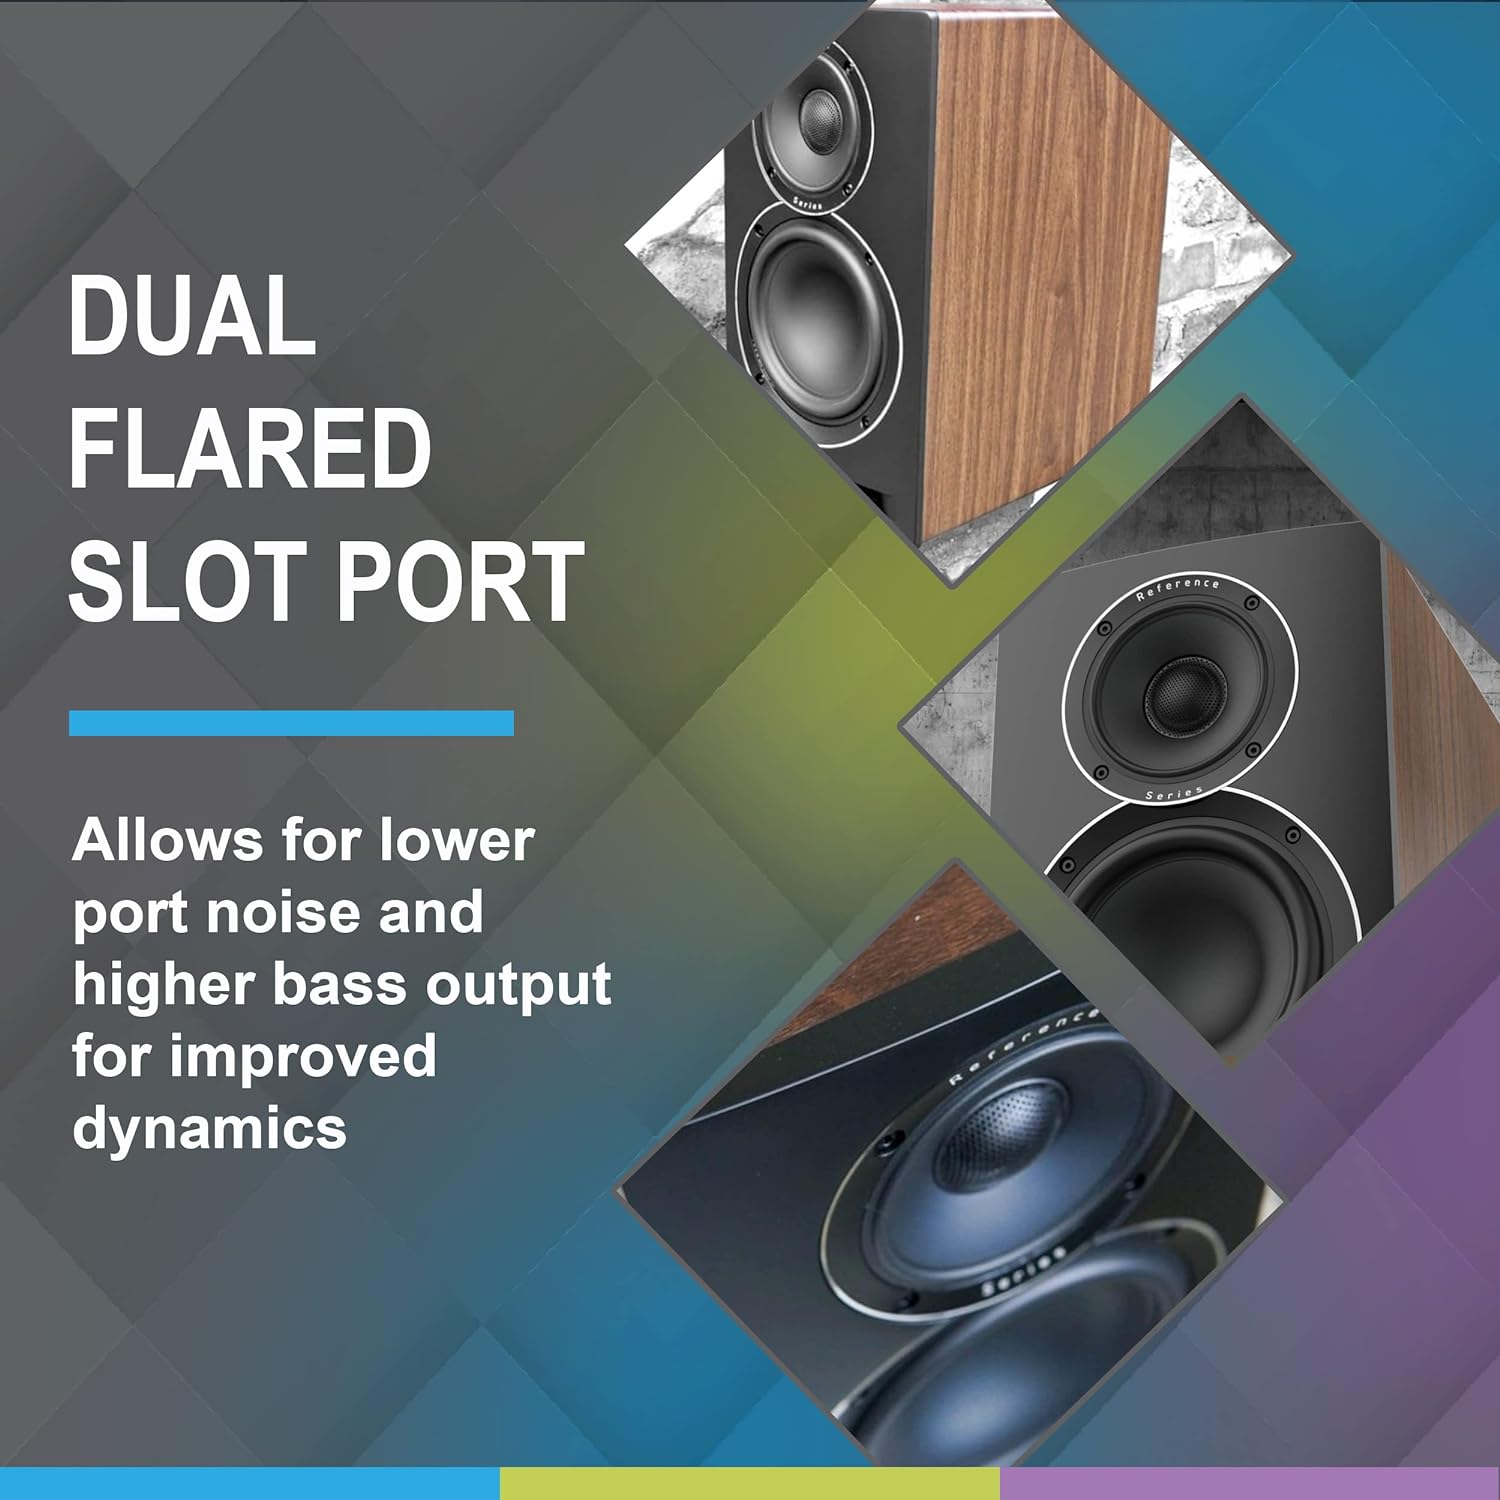 DUAL
FLARED
SLOT PORT
Allows for lower
port noise and
higher bass output
for improved
dynamics
Series
Reference
Series
Reference
Series